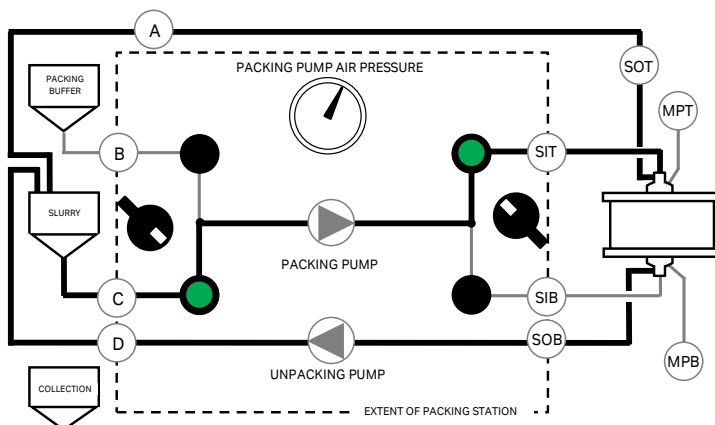 A
SOT
PACKING
BUFFER
PACKING PUMP AIR PRESSURE
MPT
B
SIT
SLURRY
PACKING PUMP
C
SIB
D
SOB
UNPACKING PUMP
MPB
COLLECTION
EXTENT OF PACKING STATION